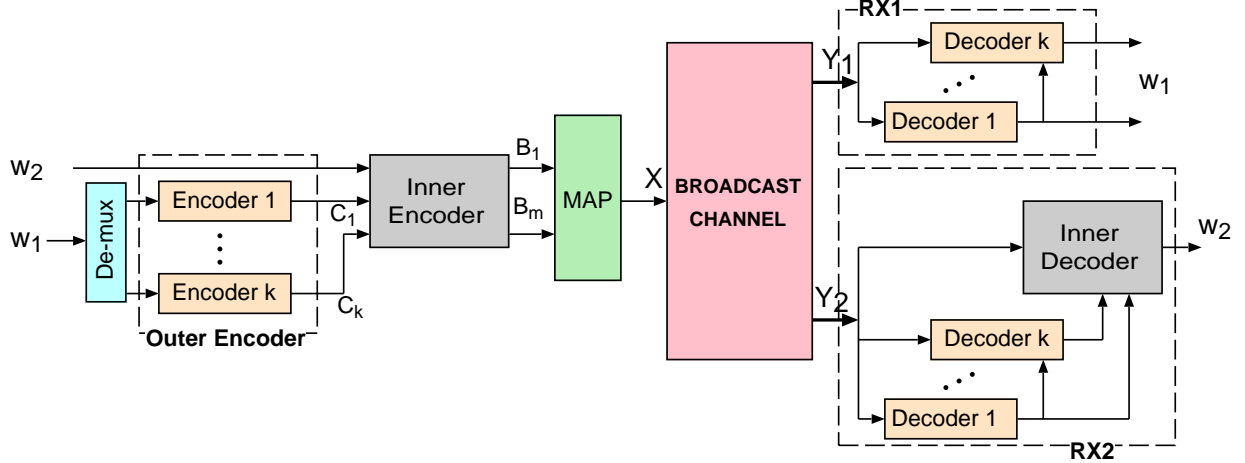 w2
w1
De-mux
Encoder 1
Encoder k
Outer Encoder
C1
Ck
Inner
Encoder
B1
Bm
MAP
X
BROADCAST
CHANNEL
Y1
Y2
RX1
Decoder k
Decoder 1
w1
Inner
Decoder
w2
Decoder k
Decoder 1
RX2